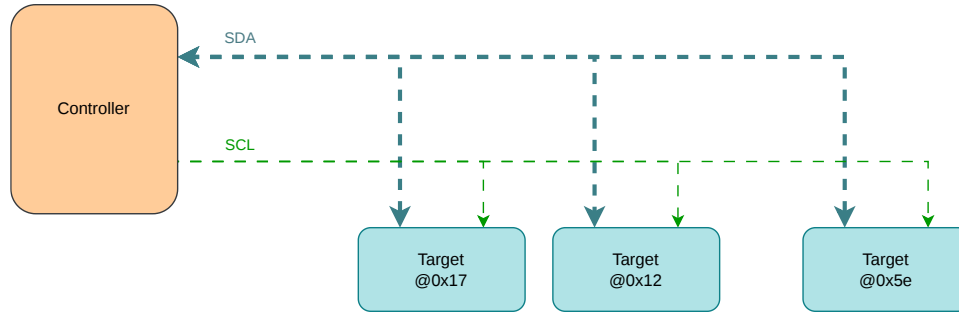 SDA
Controller
SCL
Target
@0x17
Target
@0x12
Target
@0x5e